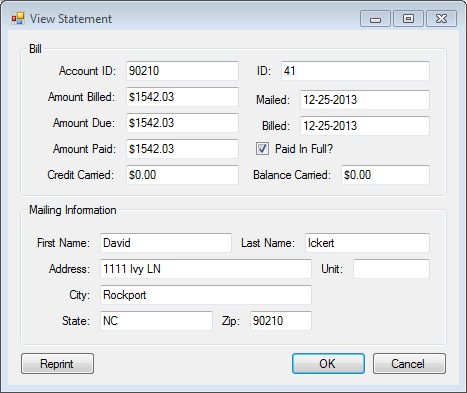 View Statement
Bill
Account ID: 90210 ID: 41
Amount Billed: $1542.03 Mailed: 12-25-2013
Amount Due: $1542.03 Billed: 12-25-2013
Amount Paid: $1542.03 Paid In Full?
Credit Carried: $0.00 Balance Carried: $0.00
Mailing Information
First Name: David Last Name: Ickert
Address: 1111 Ivy LN Unit:
City: Rockport
State: NC Zip: 90210
Reprint OK Cancel